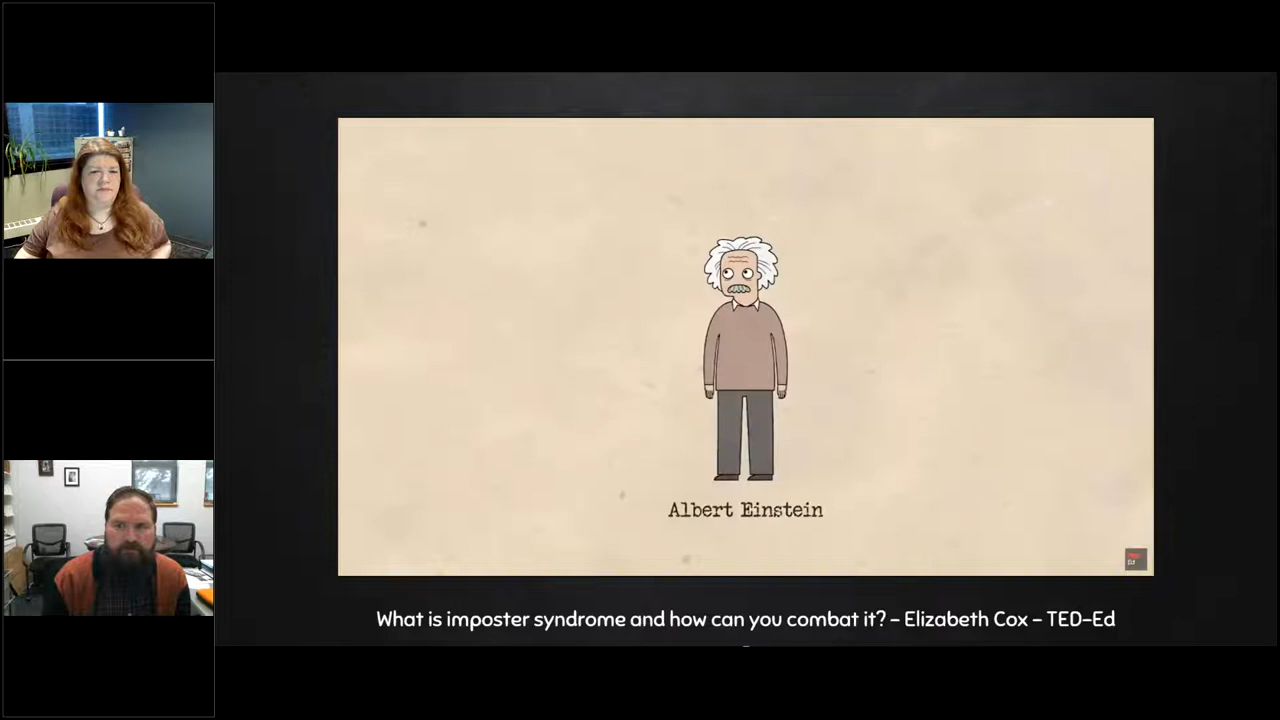 Albert Einstein
What is imposter syndrome and how can you combat it? - Elizabeth Cox - TED-Ed